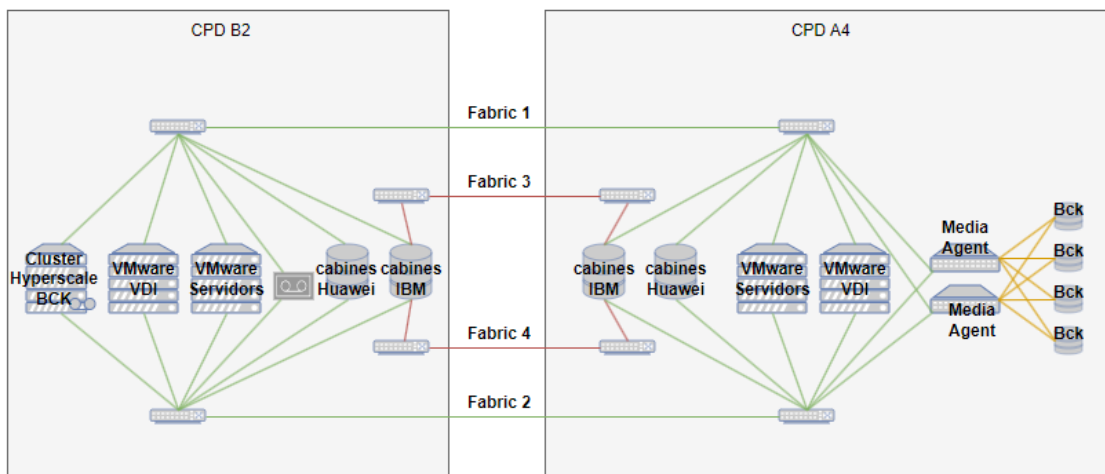 CPD B2
CPD A4
Fabric 1
Fabric 3
Cluster
Hyperscale
BCK
VMware
VDI
VMware
Servidors
cabines
Huawei
cabines
IBM
cabines
IBM
cabines
Huawei
VMware
Servidors
VMware
VDI
Media
Agent
Media
Agent
Bck
Bck
Bck
Bck
Fabric 4
Fabric 2